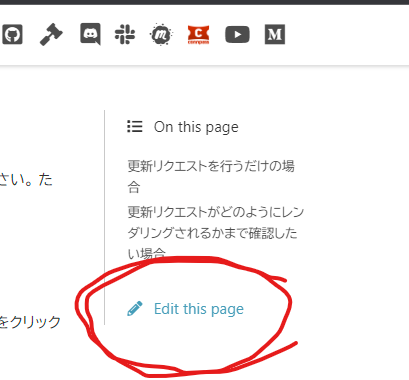 On this page
更新リクエストを行うだけの場
合
さい。た
更新リクエストがどのようにレン
ダリングされるかまで確認した
い場合
Edit this page
をクリック